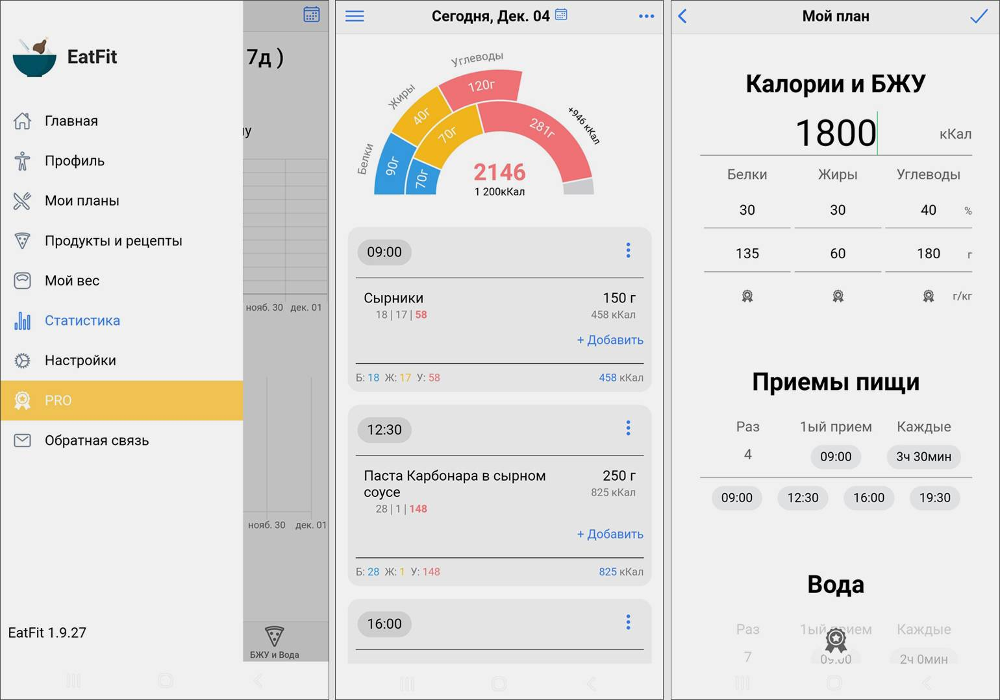 EatFit
Главная
Профиль
Мои планы
Продукты и рецепты
Мой вес
Статистика
Настройки
PRO
Обратная связь
EatFit 1.9.27
7д )
нояб. 30 дек. 01
нояб. 30 дек. 01
БЖУ и Вода
Сегодня, Дек. 04
Углеводы
Жиры
Белки
120г
40г
90г
281г
70г
70г
+946 кКал
2146
1 200кКал
09:00
Сырники 150 г
18 | 17 | 58 458 кКал
+ Добавить
Б: 18 Ж: 17 У: 58 458 кКал
12:30
Паста Карбонара в сырном 250 г
соусе 825 кКал
28 | 1 | 148
+ Добавить
Б: 28 Ж: 1 У: 148 825 кКал
16:00
Мой план
Калории и БЖУ
1800 кКал
Белки Жиры Углеводы
30 30 40 %
135 60 180 г
г/кг
Приемы пищи
Раз 1ый прием Каждые
4 09:00 3ч 30мин
09:00 12:30 16:00 19:30
Вода
Раз 1ый прием Каждые
7 09:00 2ч 0мин